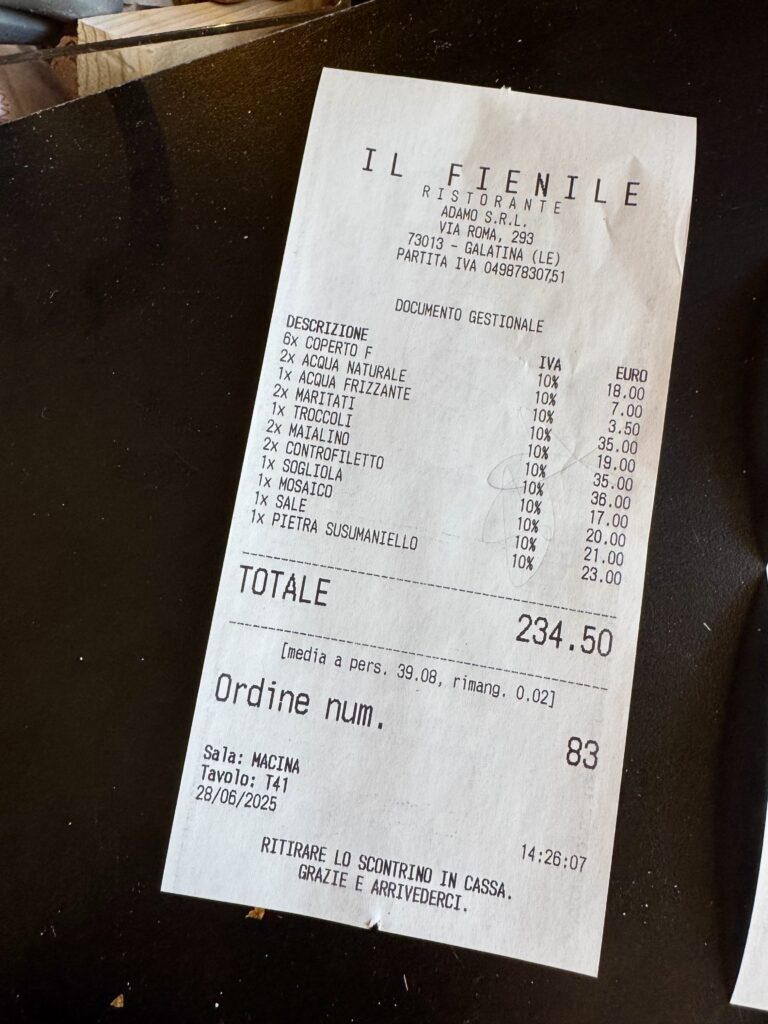 IL FIENILE
RISTORANTE
ADAMO S.R.L.
VIA ROMA, 293
73013 - GALATINA (LE)
PARTITA IVA 04987830751
DOCUMENTO GESTIONALE
DESCRIZIONE IVA EURO
6x COPERTO F 10% 18.00
2x ACQUA NATURALE 10% 7.00
1x ACQUA FRIZZANTE 10% 3.50
2x MARITATI 10% 35.00
1x TROCCOLI 10% 19.00
2x MAIALINO 10% 35.00
2x CONTROFILETTO 10% 36.00
1x SOGLIOLA 10% 17.00
1x MOSAICO 10% 20.00
1x SALE 10% 21.00
1x PIETRA SUSUMANIELLO 10% 23.00
TOTALE 234.50
[media a pers. 39.08, rimang. 0.02]
Ordine num. 83
Sala: MACINA
Tavolo: T41
28/06/2025 14:26:07
RITIRARE LO SCONTRINO IN CASSA.
GRAZIE E ARRIVEDERCI.